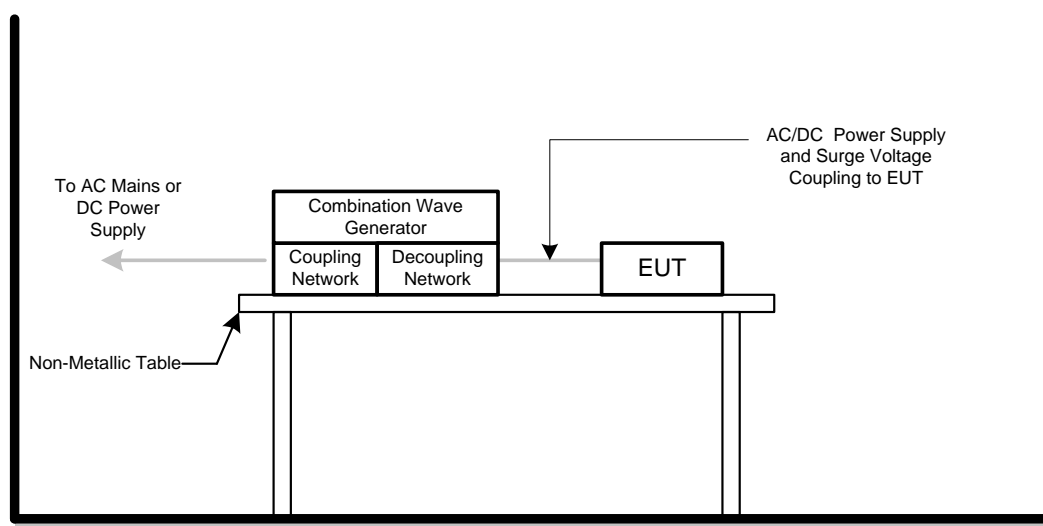 AC/DC  Power Supply
and Surge Voltage
Coupling to EUT
To AC Mains or
DC Power
Supply
Combination Wave
Generator
Coupling
Network
Decoupling
Network
EUT
Non-Metallic Table